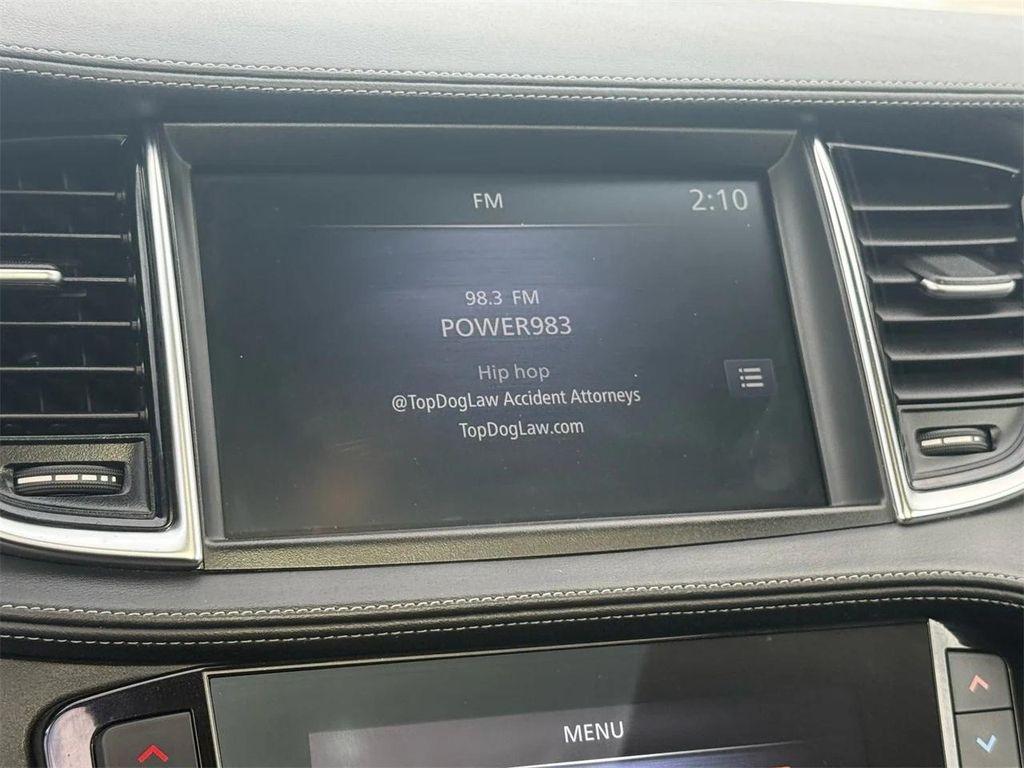 FM
2:10
98.3 FM
POWER983
Hip hop
@TopDogLaw Accident Attorneys
TopDogLaw.com
MENU